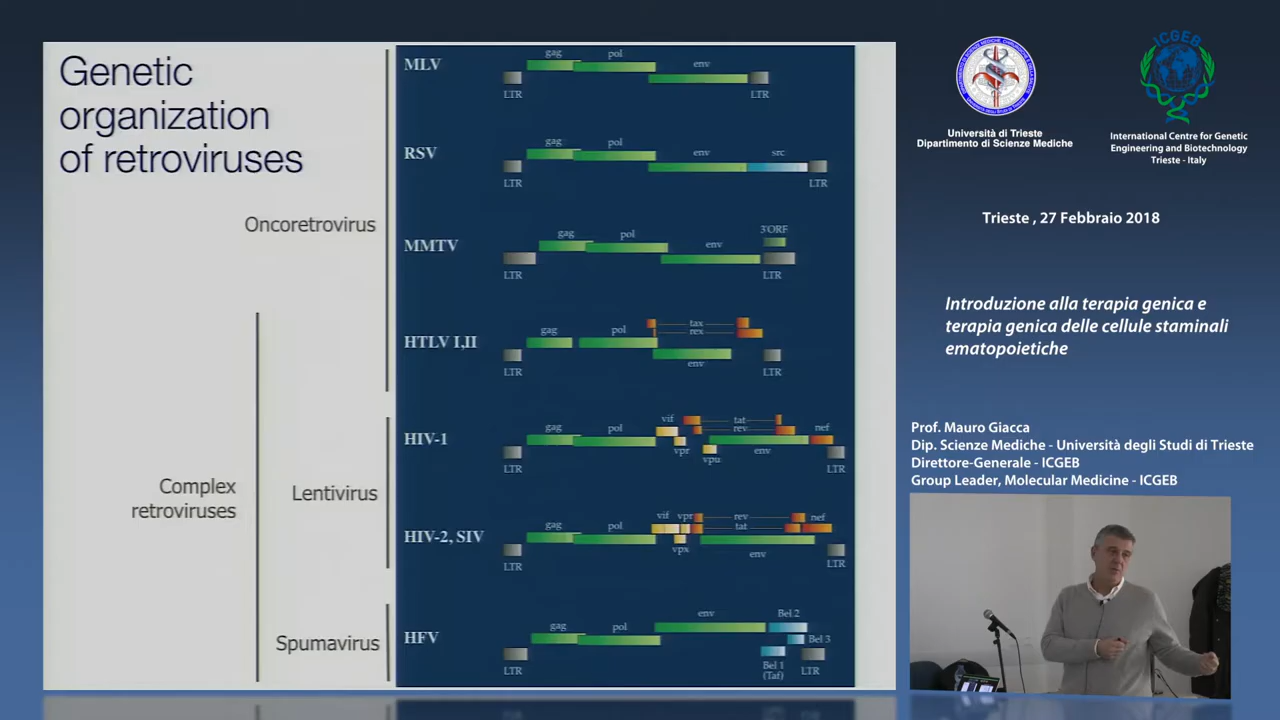 Genetic
organization
of retroviruses
Oncoretrovirus
Complex
retroviruses
Lentivirus
Spumavirus
MLV
gag
pol
env
LTR
LTR
RSV
gag
pol
env
src
LTR
LTR
MMTV
gag
pol
env
3'ORF
LTR
LTR
HTLV I,II
gag
pol
tax
rex
env
LTR
LTR
HIV-1
gag
pol
vif
tat
rev
nef
vpr
vpu
env
LTR
LTR
HIV-2, SIV
gag
pol
vif
vpr
rev
tat
nef
vpx
env
LTR
LTR
HFV
gag
pol
env
Bel 2
Bel 3
Bel 1
(Taf)
LTR
LTR
Università di Trieste
Dipartimento di Scienze Mediche
ICGEB
International Centre for Genetic
Engineering and Biotechnology
Trieste - Italy
Trieste , 27 Febbraio 2018
Introduzione alla terapia genica e
terapia genica delle cellule staminali
ematopoietiche
Prof. Mauro Giacca
Dip. Scienze Mediche - Università degli Studi di Trieste
Direttore-Generale - ICGEB
Group Leader, Molecular Medicine - ICGEB